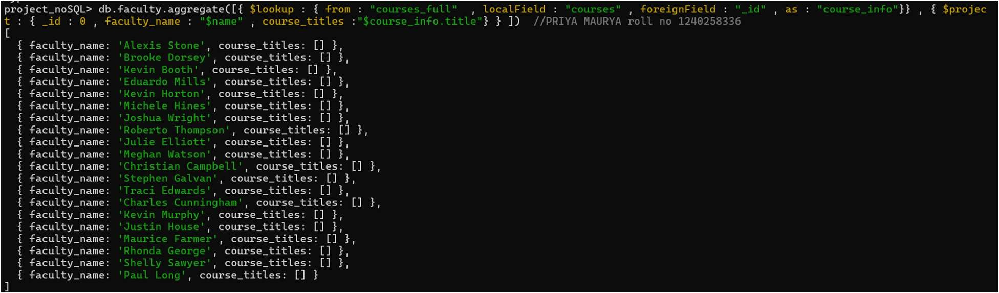 project_noSQL> db.faculty.aggregate([{ $lookup : { from : "courses_full"  , localField : "courses" , foreignField : "_id" , as : "course_info"}} , { $projec
t : { _id : 0 , faculty_name : "$name" , course_titles :"$course_info.title"} } ])  //PRIYA MAURYA roll no 1240258336
[
  { faculty_name: 'Alexis Stone', course_titles: [] },
  { faculty_name: 'Brooke Dorsey', course_titles: [] },
  { faculty_name: 'Kevin Booth', course_titles: [] },
  { faculty_name: 'Eduardo Mills', course_titles: [] },
  { faculty_name: 'Kevin Horton', course_titles: [] },
  { faculty_name: 'Michele Hines', course_titles: [] },
  { faculty_name: 'Joshua Wright', course_titles: [] },
  { faculty_name: 'Roberto Thompson', course_titles: [] },
  { faculty_name: 'Julie Elliott', course_titles: [] },
  { faculty_name: 'Meghan Watson', course_titles: [] },
  { faculty_name: 'Christian Campbell', course_titles: [] },
  { faculty_name: 'Stephen Galvan', course_titles: [] },
  { faculty_name: 'Traci Edwards', course_titles: [] },
  { faculty_name: 'Charles Cunningham', course_titles: [] },
  { faculty_name: 'Kevin Murphy', course_titles: [] },
  { faculty_name: 'Justin House', course_titles: [] },
  { faculty_name: 'Maurice Farmer', course_titles: [] },
  { faculty_name: 'Rhonda George', course_titles: [] },
  { faculty_name: 'Shelly Sawyer', course_titles: [] },
  { faculty_name: 'Paul Long', course_titles: [] }
]